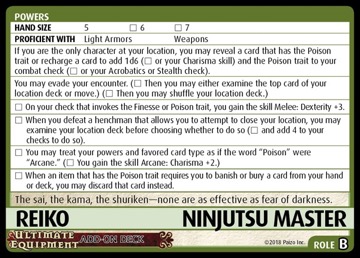 POWERS
HAND SIZE 5 ☐ 6 ☐ 7
PROFICIENT WITH Light Armors Weapons
If you are the only character at your location, you may reveal a card that has the Poison
trait or recharge a card to add 1d6 (☐ or your Charisma skill) and the Poison trait to your
combat check (☐ or your Acrobatics or Stealth check).
You may evade your encounter. (☐ Then you may either examine the top card of your
location deck or move.) (☐ Then you may shuffle your location deck.)
☐ On your check that invokes the Finesse or Poison trait, you gain the skill Melee: Dexterity +3.
☐ When you defeat a henchman that allows you to attempt to close your location, you may
examine your location deck before choosing whether to do so (☐ and add 4 to your
checks to do so).
☐ You may treat your powers and favored card type as if the word "Poison" were
"Arcane." (☐ You gain the skill Arcane: Charisma +2.)
☐ When an item that has the Poison trait requires you to banish or bury a card from your hand
or deck, you may discard that card instead.
The sai, the kama, the shuriken—none are as effective as fear of darkness.
REIKO NINJUTSU MASTER
ULTIMATE EQUIPMENT ADD-ON DECK
©2018 Paizo Inc. ROLE B